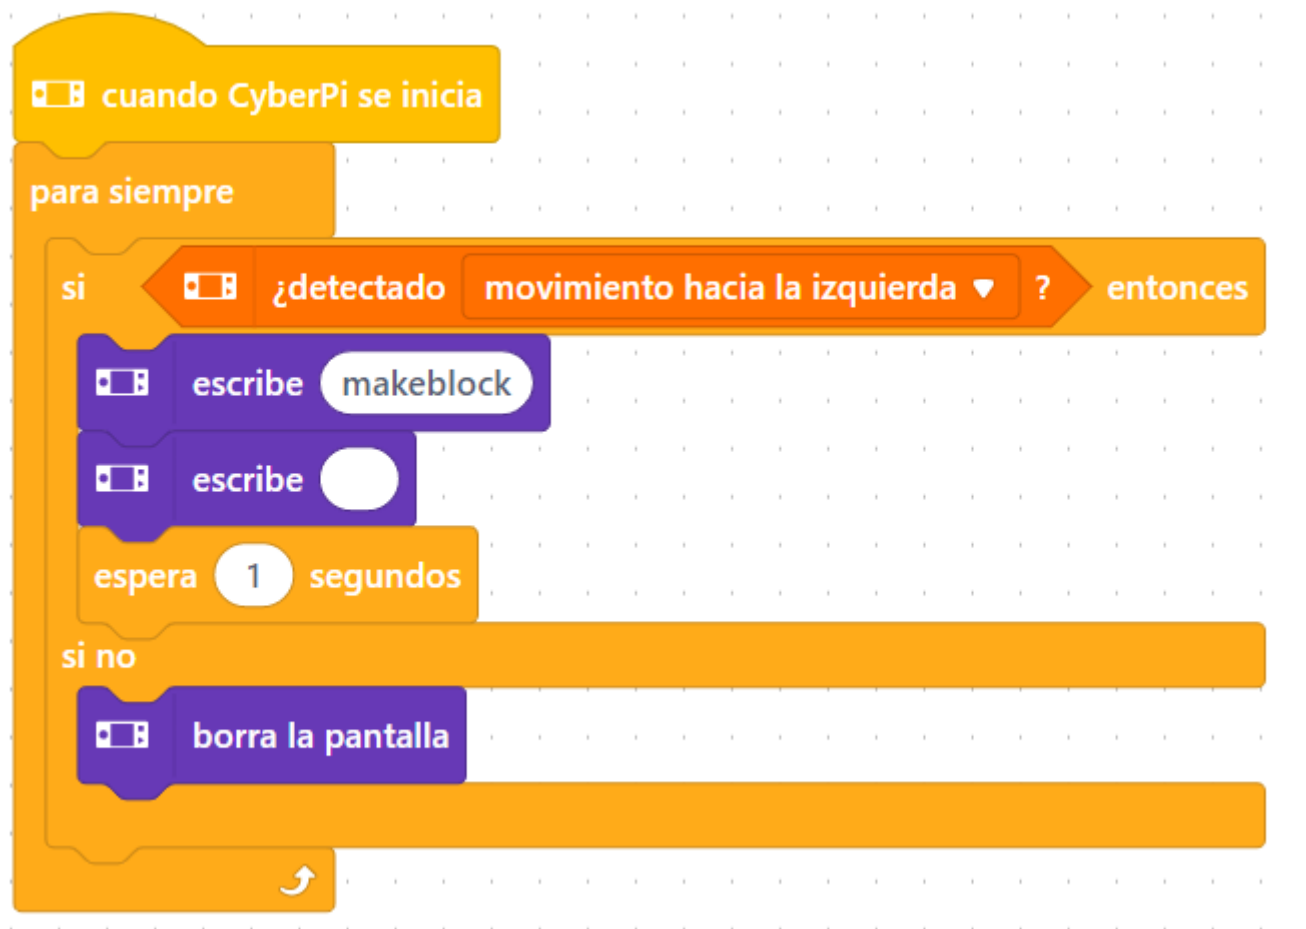 cuando CyberPi se inicia
para siempre
si ¿detectado movimiento hacia la izquierda ? entonces
escribe makeblock
escribe
espera 1 segundos
si no
borra la pantalla